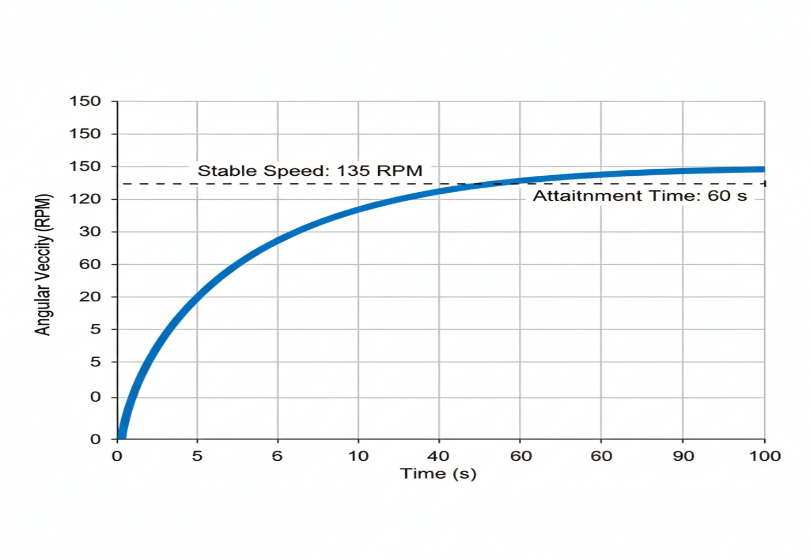 150
150
150
Stable Speed: 135 RPM
120
Attaitnment Time: 60 s
30
60
20
5
5
0
0
Angular Veccily (RPM)
0 5 6 10 40 60 60 90 100
Time (s)